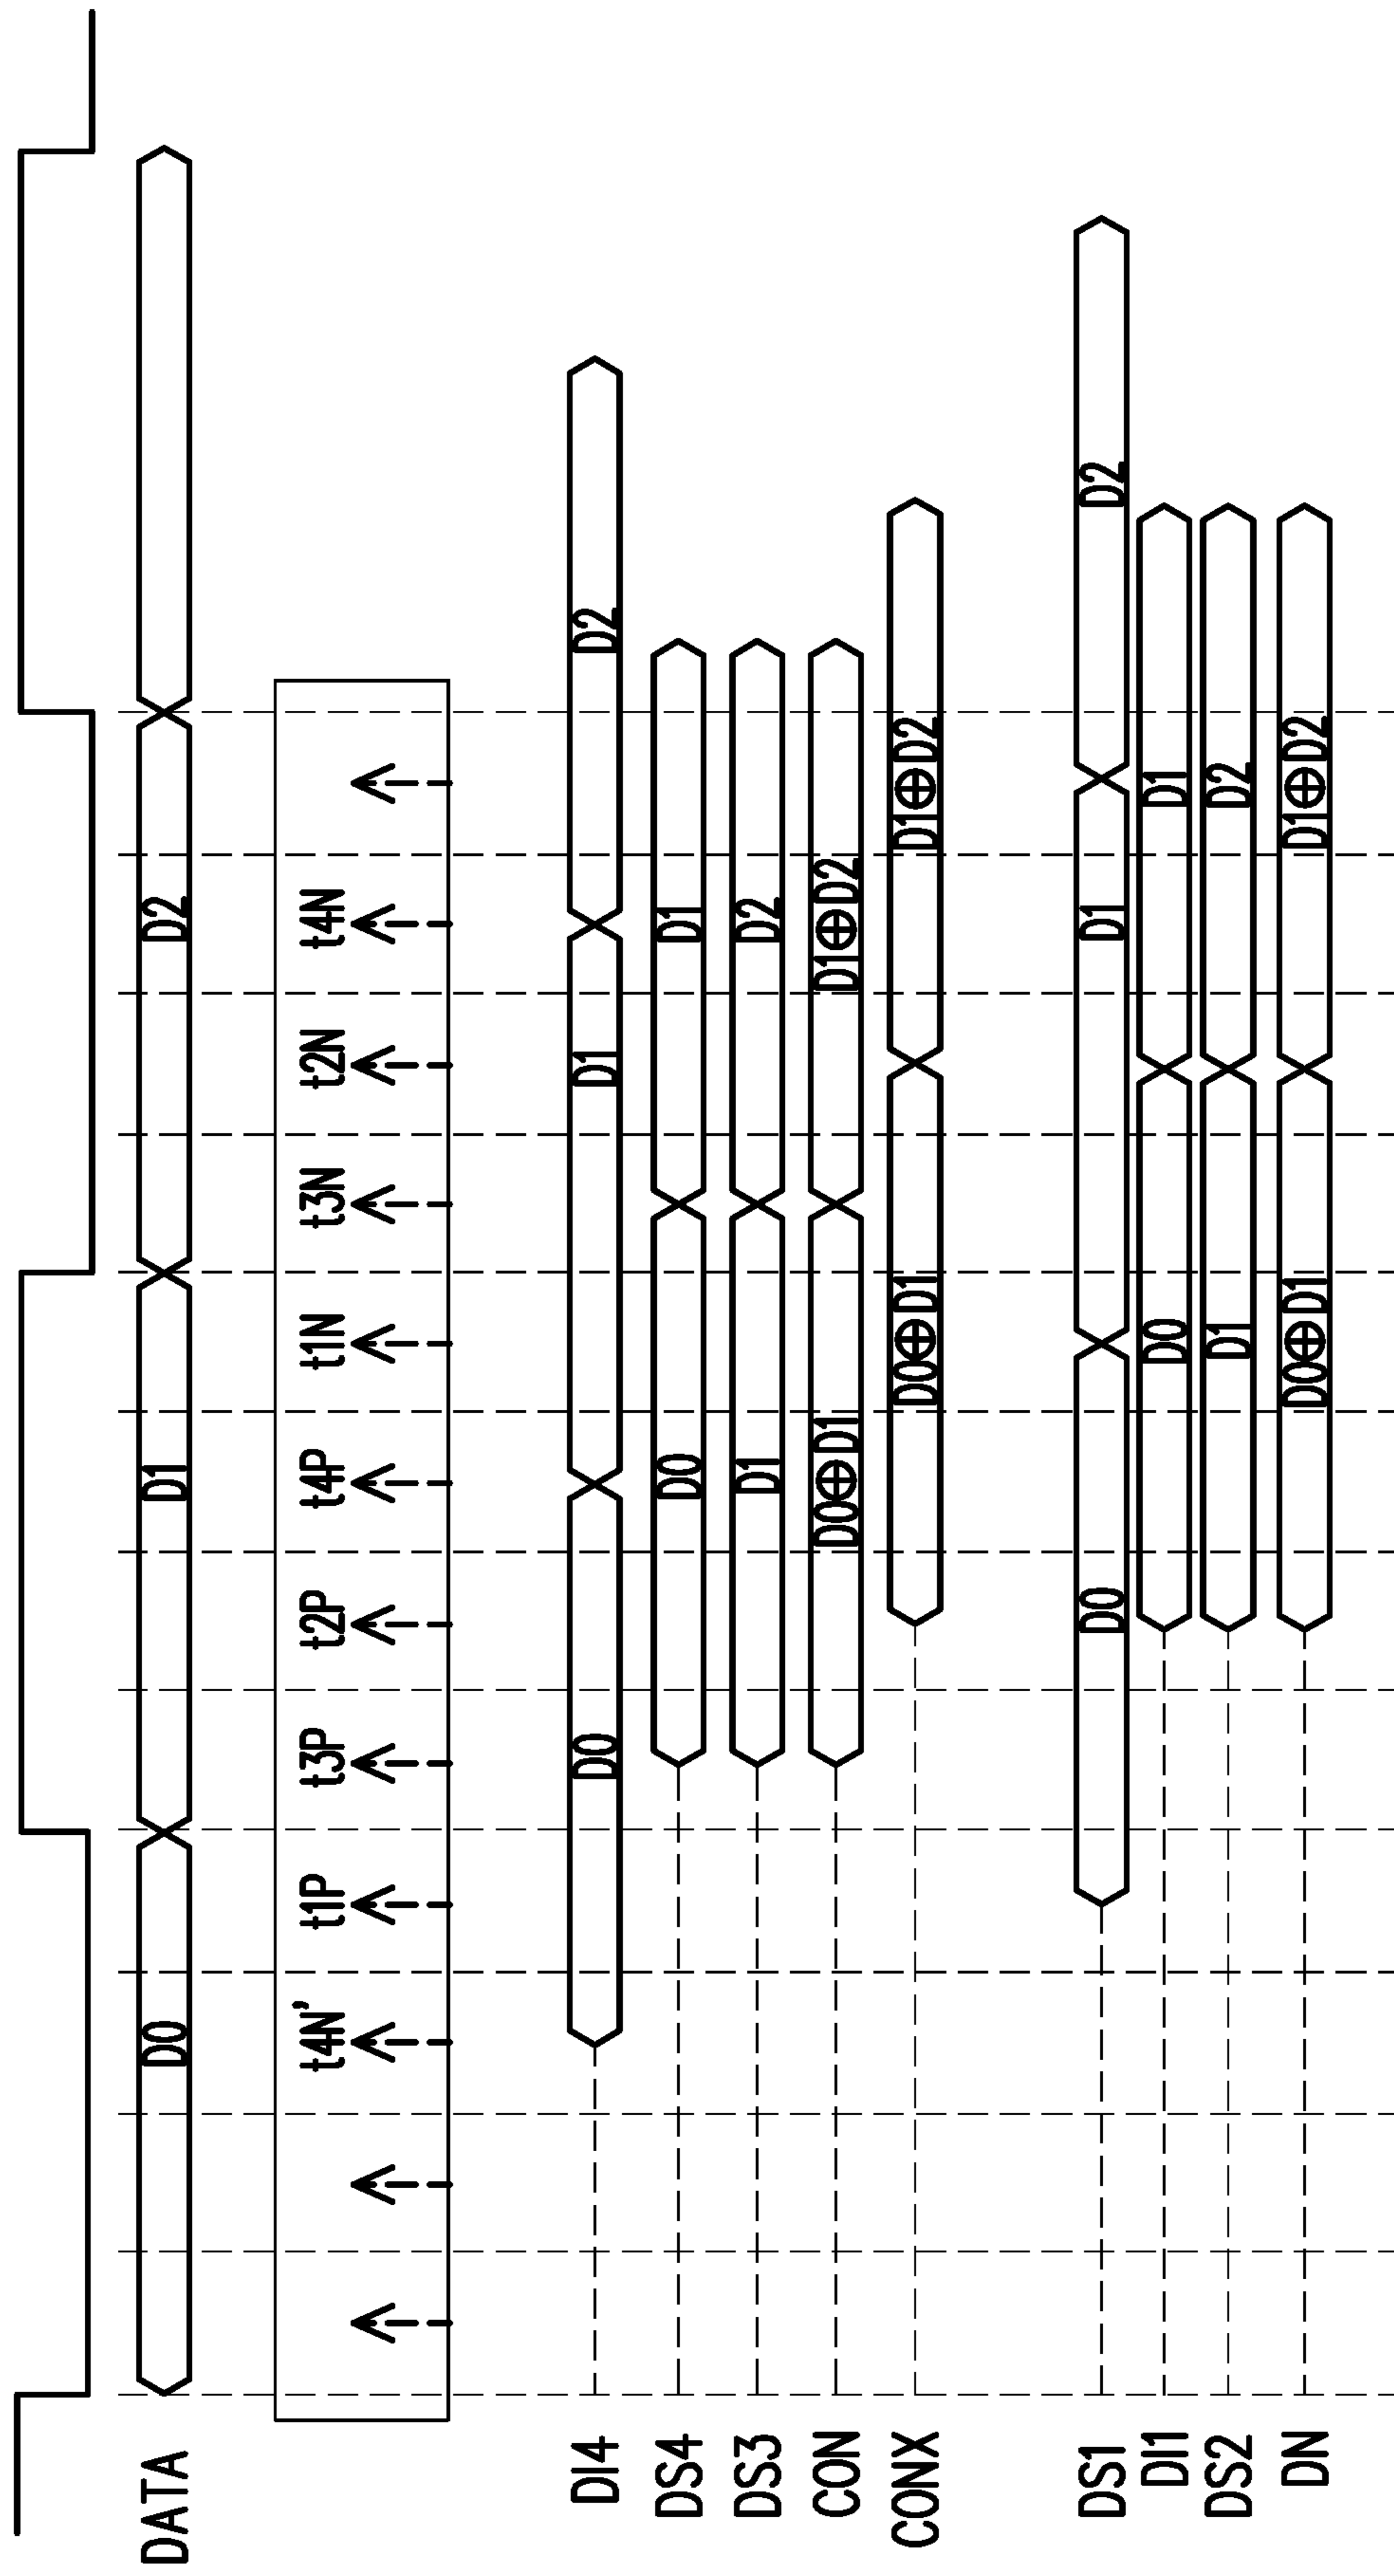 DATA D0 D1 D2
t4N' t1P t3P t2P t4P t1N t3N t2N t4N
DI4 D0 D1 D2
DS4 D0 D1
DS3 D1 D2
CON D0⊕D1 D1⊕D2
CONX D0⊕D1 D1⊕D2
DS1 D0 D1 D2
DI1 D0 D1
DS2 D1 D2
DN D0⊕D1 D1⊕D2